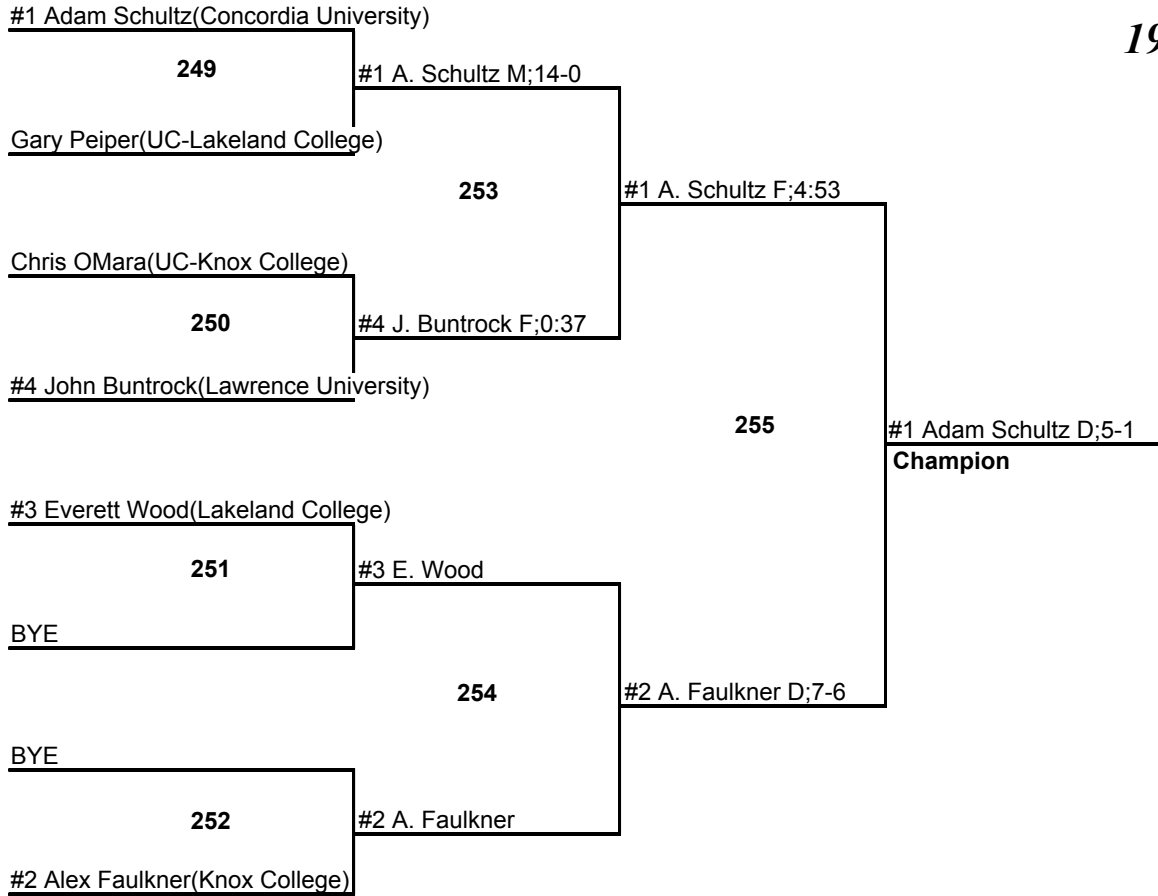 #1 Adam Schultz(Concordia University)
19
249
#1 A. Schultz M;14-0
Gary Peiper(UC-Lakeland College)
253
#1 A. Schultz F;4:53
Chris OMara(UC-Knox College)
250
#4 J. Buntrock F;0:37
#4 John Buntrock(Lawrence University)
255
#1 Adam Schultz D;5-1
Champion
#3 Everett Wood(Lakeland College)
251
#3 E. Wood
BYE
254
#2 A. Faulkner D;7-6
BYE
252
#2 A. Faulkner
#2 Alex Faulkner(Knox College)